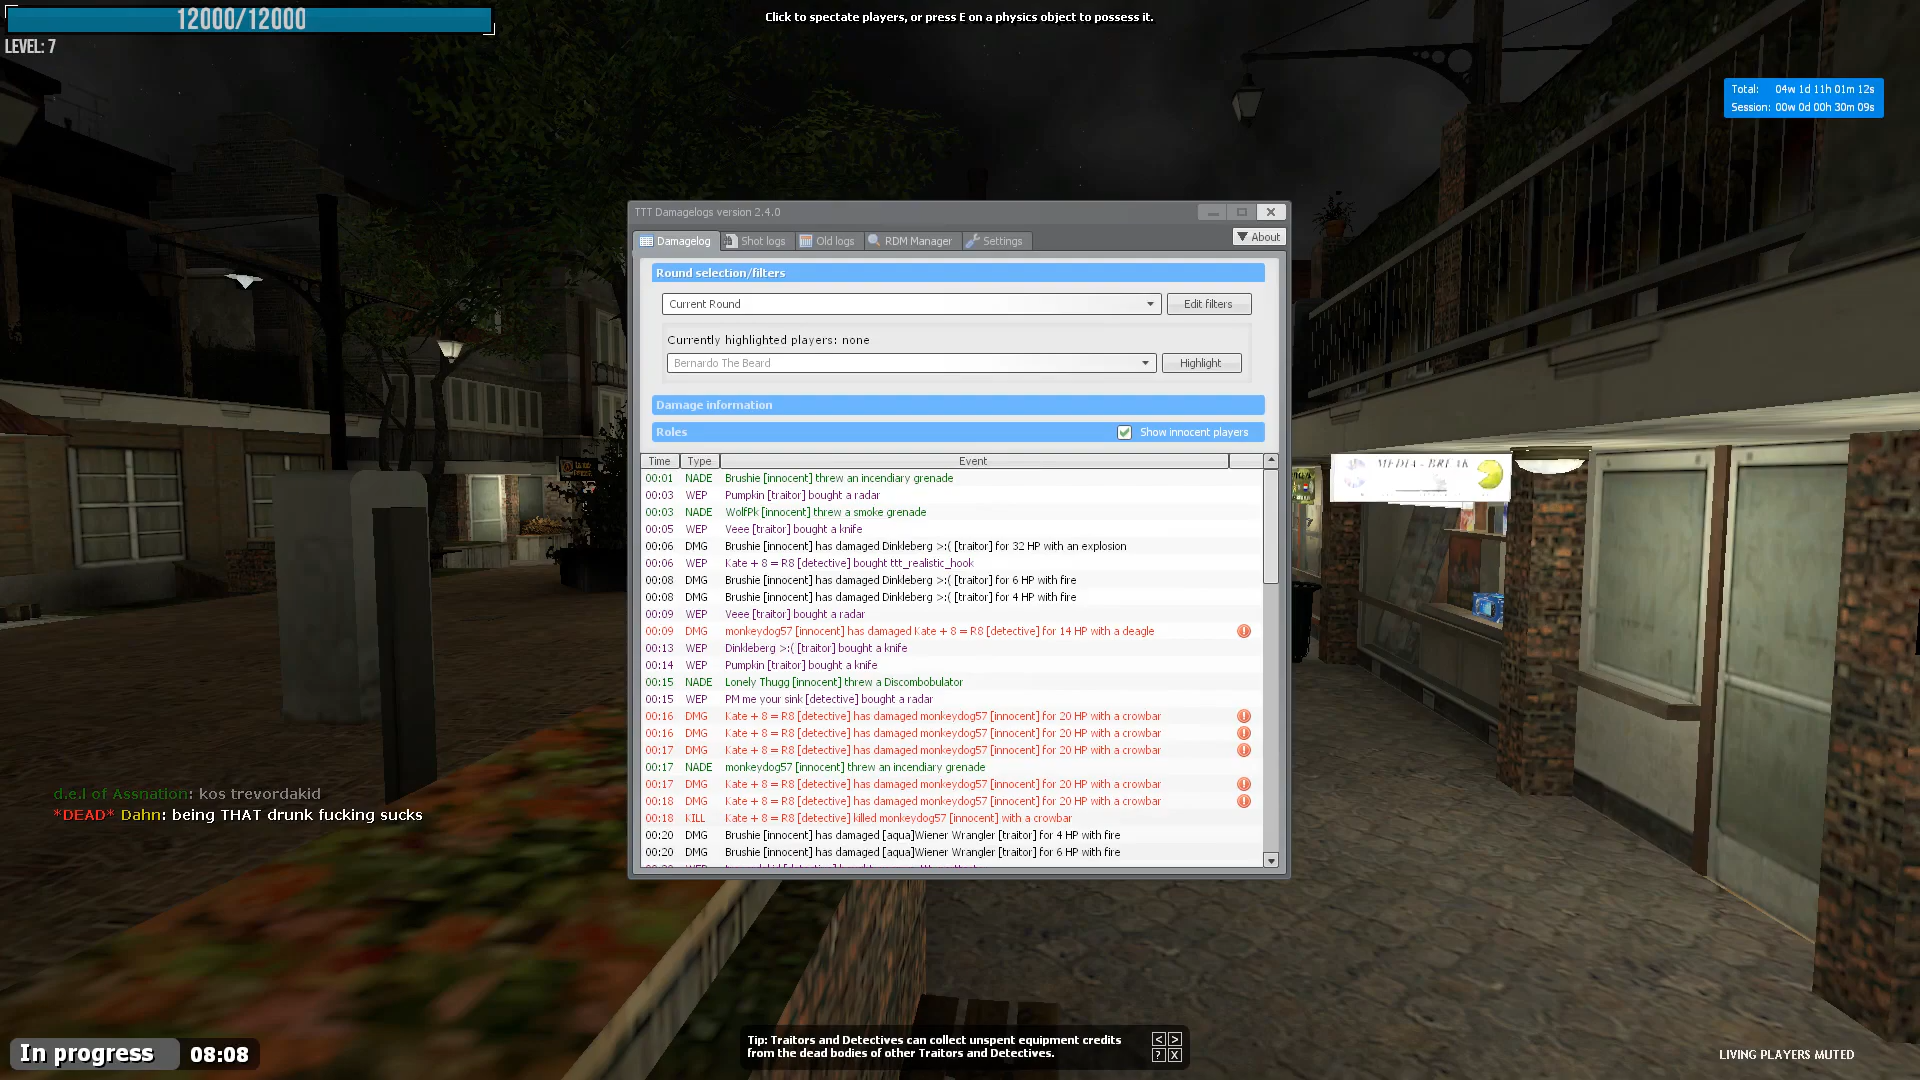 12000/12000
LEVEL: 7
Click to spectate players, or press E on a physics object to possess it.
Total: 04w 1d 11h 01m 12s
Session: 00w 0d 00h 30m 09s
TTT Damagelogs version 2.4.0
Damagelog Shot logs Old logs RDM Manager Settings
About
Round selection/filters
Current Round
Edit filters
Currently highlighted players: none
Bernardo The Beard
Highlight
Damage information
Roles
Show innocent players
Time Type Event
00:01 NADE Brushie [innocent] threw an incendiary grenade
00:03 WEP Pumpkin [traitor] bought a radar
00:03 NADE WolfPk [innocent] threw a smoke grenade
00:05 WEP Veee [traitor] bought a knife
00:06 DMG Brushie [innocent] has damaged Dinkleberg >:( [traitor] for 32 HP with an explosion
00:06 WEP Kate + 8 = R8 [detective] bought ttt_realistic_hook
00:08 DMG Brushie [innocent] has damaged Dinkleberg >:( [traitor] for 6 HP with fire
00:08 DMG Brushie [innocent] has damaged Dinkleberg >:( [traitor] for 4 HP with fire
00:09 WEP Veee [traitor] bought a radar
00:09 DMG monkeydog57 [innocent] has damaged Kate + 8 = R8 [detective] for 14 HP with a deagle
00:13 WEP Dinkleberg >:( [traitor] bought a knife
00:14 WEP Pumpkin [traitor] bought a knife
00:15 NADE Lonely Thugg [innocent] threw a Discombobulator
00:15 WEP PM me your sink [detective] bought a radar
00:16 DMG Kate + 8 = R8 [detective] has damaged monkeydog57 [innocent] for 20 HP with a crowbar
00:16 DMG Kate + 8 = R8 [detective] has damaged monkeydog57 [innocent] for 20 HP with a crowbar
00:17 DMG Kate + 8 = R8 [detective] has damaged monkeydog57 [innocent] for 20 HP with a crowbar
00:17 NADE monkeydog57 [innocent] threw an incendiary grenade
00:17 DMG Kate + 8 = R8 [detective] has damaged monkeydog57 [innocent] for 20 HP with a crowbar
00:18 DMG Kate + 8 = R8 [detective] has damaged monkeydog57 [innocent] for 20 HP with a crowbar
00:18 KILL Kate + 8 = R8 [detective] killed monkeydog57 [innocent] with a crowbar
00:20 DMG Brushie [innocent] has damaged [aqua]Wiener Wrangler [traitor] for 4 HP with fire
00:20 DMG Brushie [innocent] has damaged [aqua]Wiener Wrangler [traitor] for 6 HP with fire
MEDIA - BREAK
d.e.l of Assnation: kos trevordakid
*DEAD* Dahn: being THAT drunk fucking sucks
In progress 08:08
Tip: Traitors and Detectives can collect unspent equipment credits
from the dead bodies of other Traitors and Detectives.
< >
? X
LIVING PLAYERS MUTED